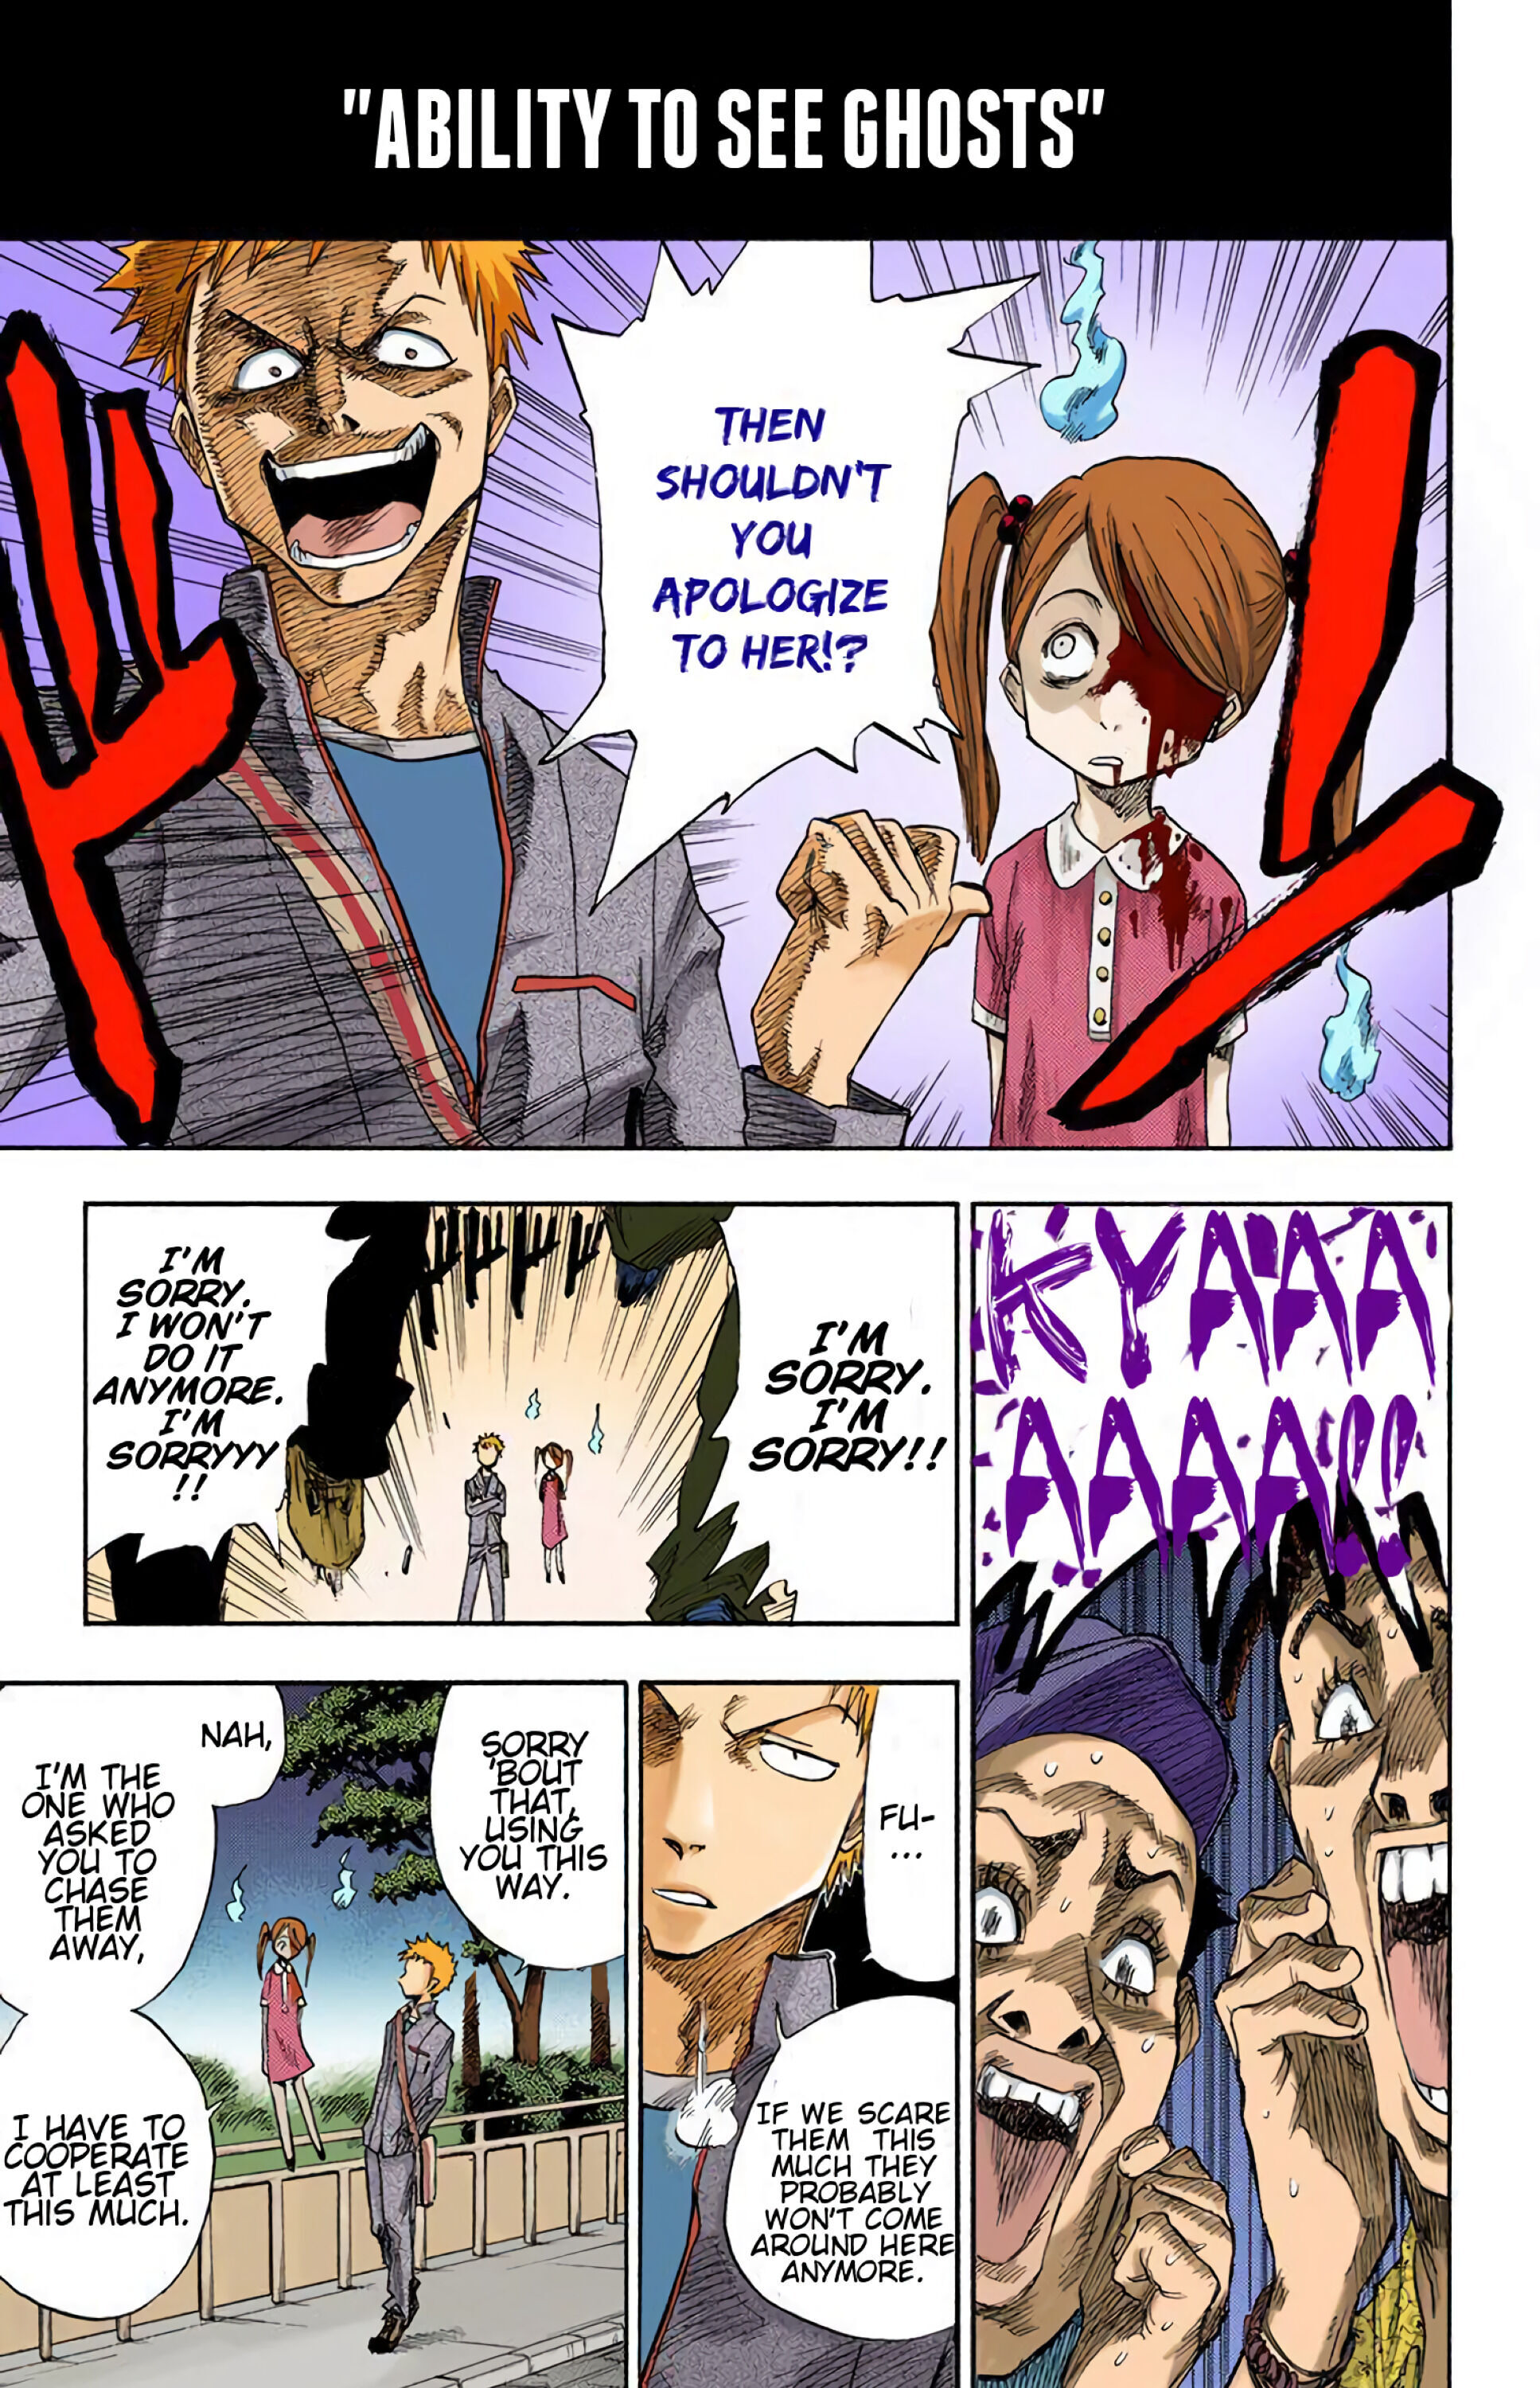 "ABILITY TO SEE GHOSTS"
THEN
SHOULDN'T
YOU
APOLOGIZE
TO HER!?
ドン
KYAAA
AAAA!!
I'M
SORRY.
I'M
SORRY!!
I'M
SORRY.
I WON'T
DO IT
ANYMORE.
I'M
SORRYYY
!!
FU-
...
IF WE SCARE
THEM THIS
MUCH THEY
PROBABLY
WON'T COME
AROUND HERE
ANYMORE.
SORRY
'BOUT
THAT,
USING
YOU THIS
WAY.
NAH,
I'M THE
ONE WHO
ASKED
YOU TO
CHASE
THEM
AWAY,
I HAVE TO
COOPERATE
AT LEAST
THIS MUCH.